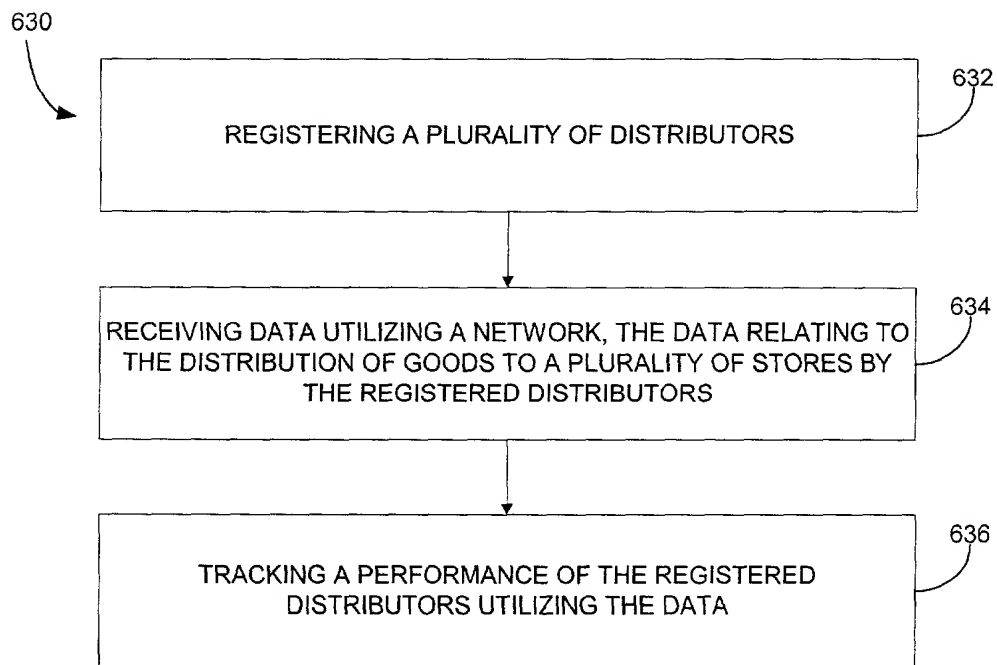 630
632
REGISTERING A PLURALITY OF DISTRIBUTORS
634
RECEIVING DATA UTILIZING A NETWORK, THE DATA RELATING TO
THE DISTRIBUTION OF GOODS TO A PLURALITY OF STORES BY
THE REGISTERED DISTRIBUTORS
636
TRACKING A PERFORMANCE OF THE REGISTERED
DISTRIBUTORS UTILIZING THE DATA